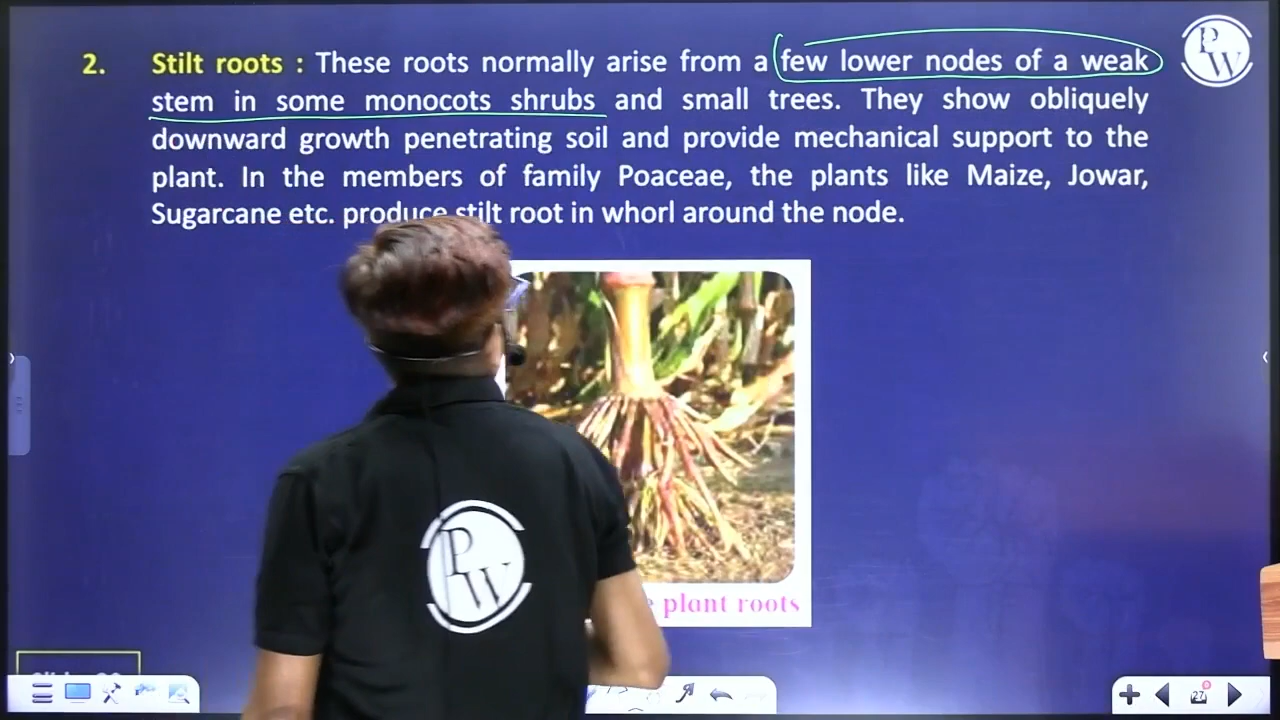 PW
2. Stilt roots : These roots normally arise from a few lower nodes of a weak
stem in some monocots shrubs and small trees. They show obliquely
downward growth penetrating soil and provide mechanical support to the
plant. In the members of family Poaceae, the plants like Maize, Jowar,
Sugarcane etc. produce stilt root in whorl around the node.
PW
plant roots
27